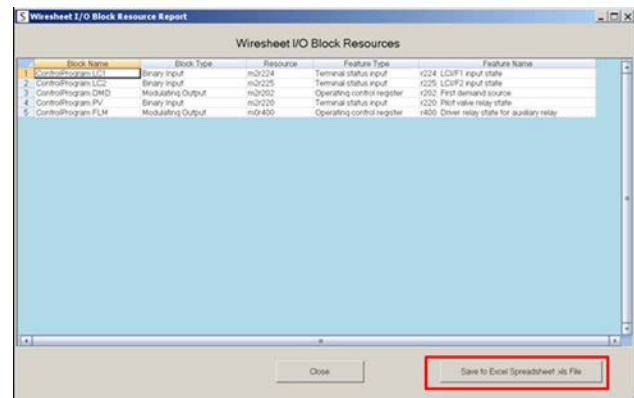 Wiresheet I/O Block Resource Report
Wiresheet I/O Block Resources
Block Name Block Type Resource Feature Type Feature Name
1 ControlProgram LC1 Binary Input m2r224 Terminal status input r224 LCI/F1 input state
2 ControlProgram LC2 Binary Input m2r225 Terminal status input r225 LCI/F2 input state
3 ControlProgram DMD Modulating Output m2r202 Operating control register r202 First demand source
4 ControlProgram PV Binary Input m2r220 Terminal status input r220 Pilot valve relay state
5 ControlProgram FLM Modulating Output m0r400 Operating control register r400 Driver relay state for auxiliary relay
Close Save to Excel Spreadsheet .xls File